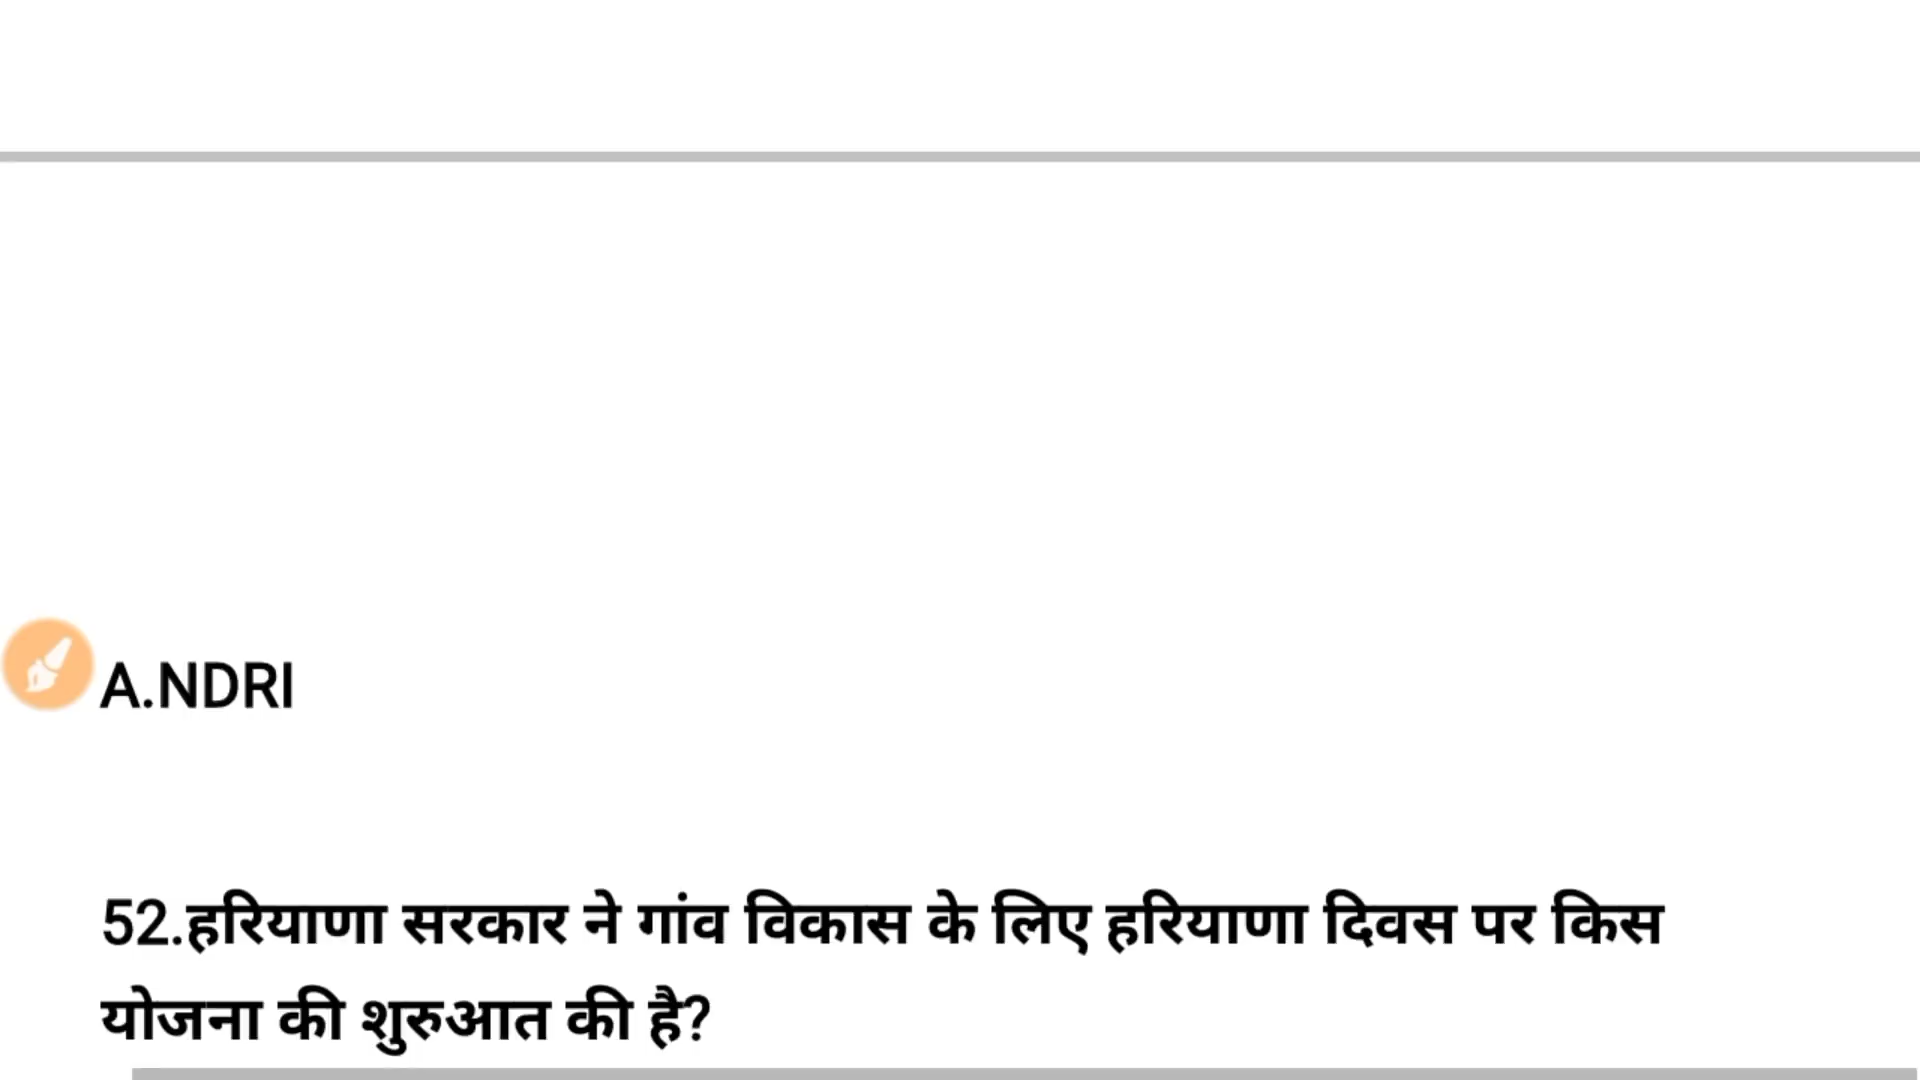 A.NDRI
52.हरियाणा सरकार ने गांव विकास के लिए हरियाणा दिवस पर किस
योजना की शुरुआत की है?